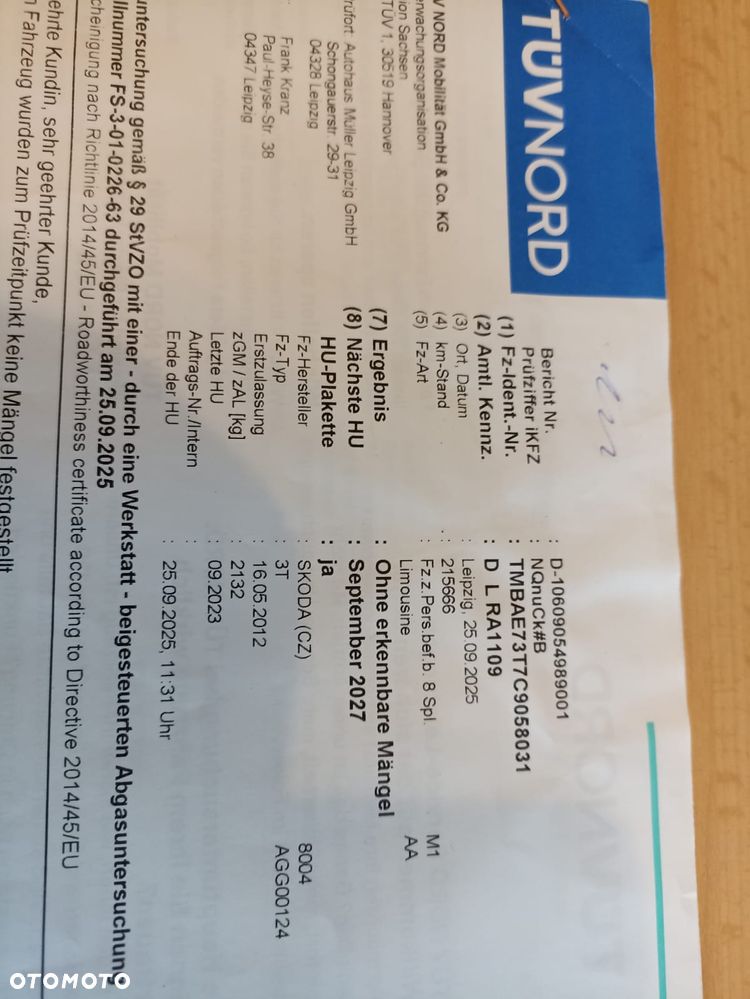 TÜVNORD
V NORD Mobilität GmbH & Co. KG
ion Sachsen
erwachungsorganisation
TÜV 1, 30519 Hannover
rüfort: Autohaus Müller Leipzig GmbH
Schongauerstr. 29-31
04328 Leipzig
Frank Kranz
Paul-Heyse-Str. 38
04347 Leipzig
Bericht Nr. : D-10609054989001
Prüfziffer iKFZ : NQnuCk#B
(1) Fz-Ident.-Nr. : TMBAE73T7C9058031
(2) Amtl. Kennz. : D L RA1109
(3) Ort, Datum : Leipzig, 25.09.2025
(4) km-Stand : 215666
(5) Fz-Art : Fz.z.Pers.bef.b. 8 Spl. M1
Limousine AA
(7) Ergebnis : Ohne erkennbare Mängel
(8) Nächste HU : September 2027
HU-Plakette : ja
Fz-Hersteller : SKODA (CZ) 8004
Fz-Typ : 3T AGG00124
Erstzulassung : 16.05.2012
zGM / zAL [kg] : 2132
Letzte HU : 09.2023
Auftrags-Nr./Intern :
Ende der HU : 25.09.2025, 11:31 Uhr
untersuchung gemäß § 29 StVZO mit einer - durch eine Werkstatt - beigesteuerten Abgasuntersuchung
llnummer FS-3-01-0226-63 durchgeführt am 25.09.2025
cheinigung nach Richtlinie 2014/45/EU - Roadworthiness certificate according to Directive 2014/45/EU
ehrte Kundin, sehr geehrter Kunde,
m Fahrzeug wurden zum Prüfzeitpunkt keine Mängel festgestellt
OTOMOTO